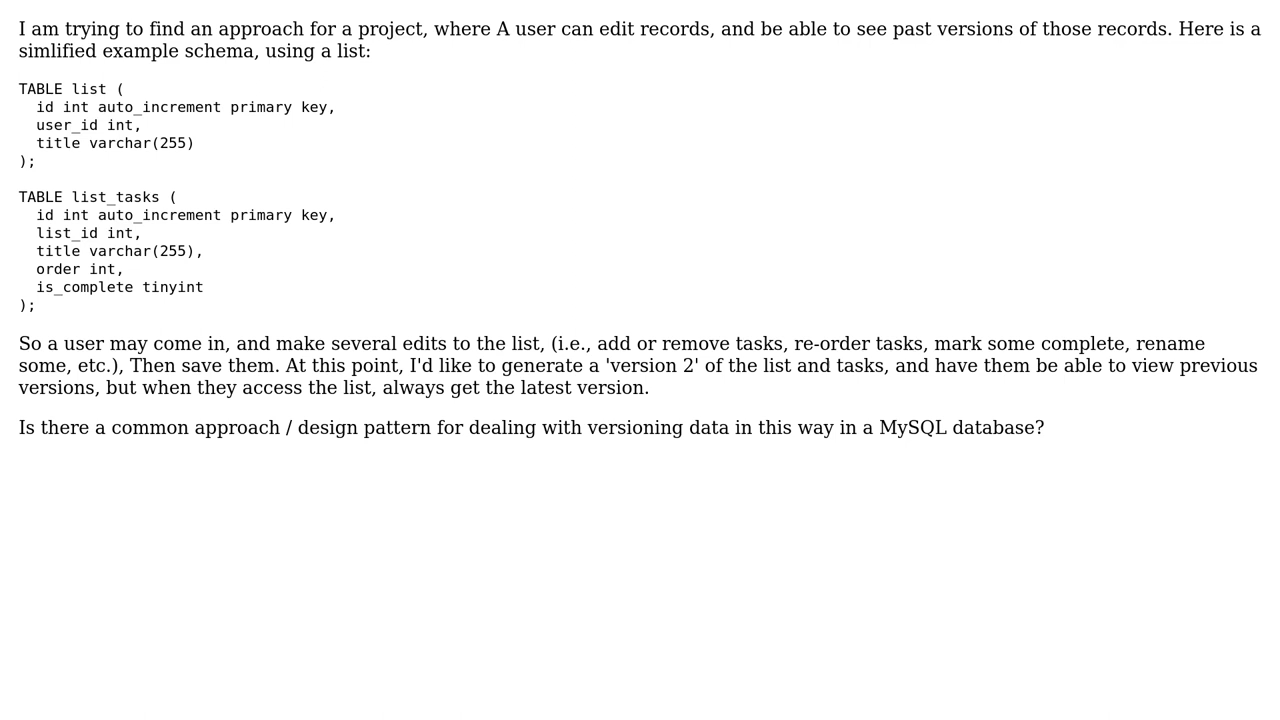 I am trying to find an approach for a project, where A user can edit records, and be able to see past versions of those records. Here is a
simlified example schema, using a list:
TABLE list (
  id int auto_increment primary key,
  user_id int,
  title varchar(255)
);
TABLE list_tasks (
  id int auto_increment primary key,
  list_id int,
  title varchar(255),
  order int,
  is_complete tinyint
);
So a user may come in, and make several edits to the list, (i.e., add or remove tasks, re-order tasks, mark some complete, rename
some, etc.), Then save them. At this point, I'd like to generate a 'version 2' of the list and tasks, and have them be able to view previous
versions, but when they access the list, always get the latest version.
Is there a common approach / design pattern for dealing with versioning data in this way in a MySQL database?